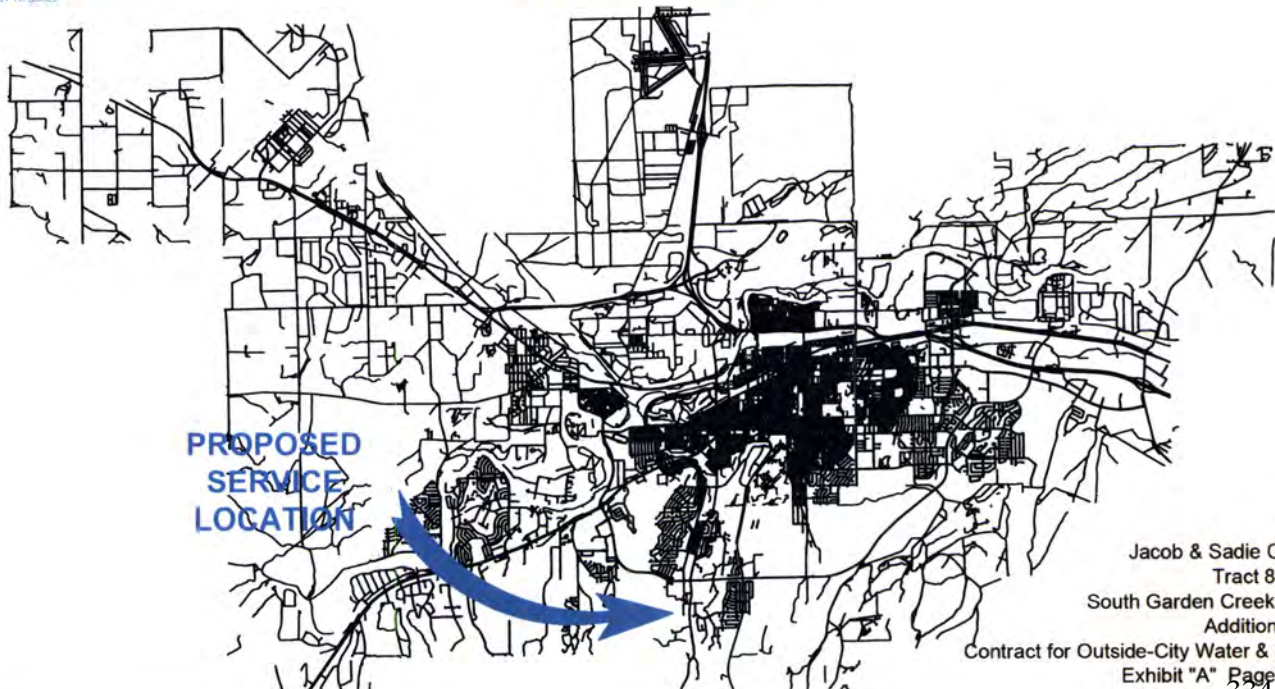 PROPOSED
SERVICE
LOCATION
Jacob & Sadie
Tract 8
South Garden Creek
Addition
Contract for Outside-City Water &
Exhibit "A" Page